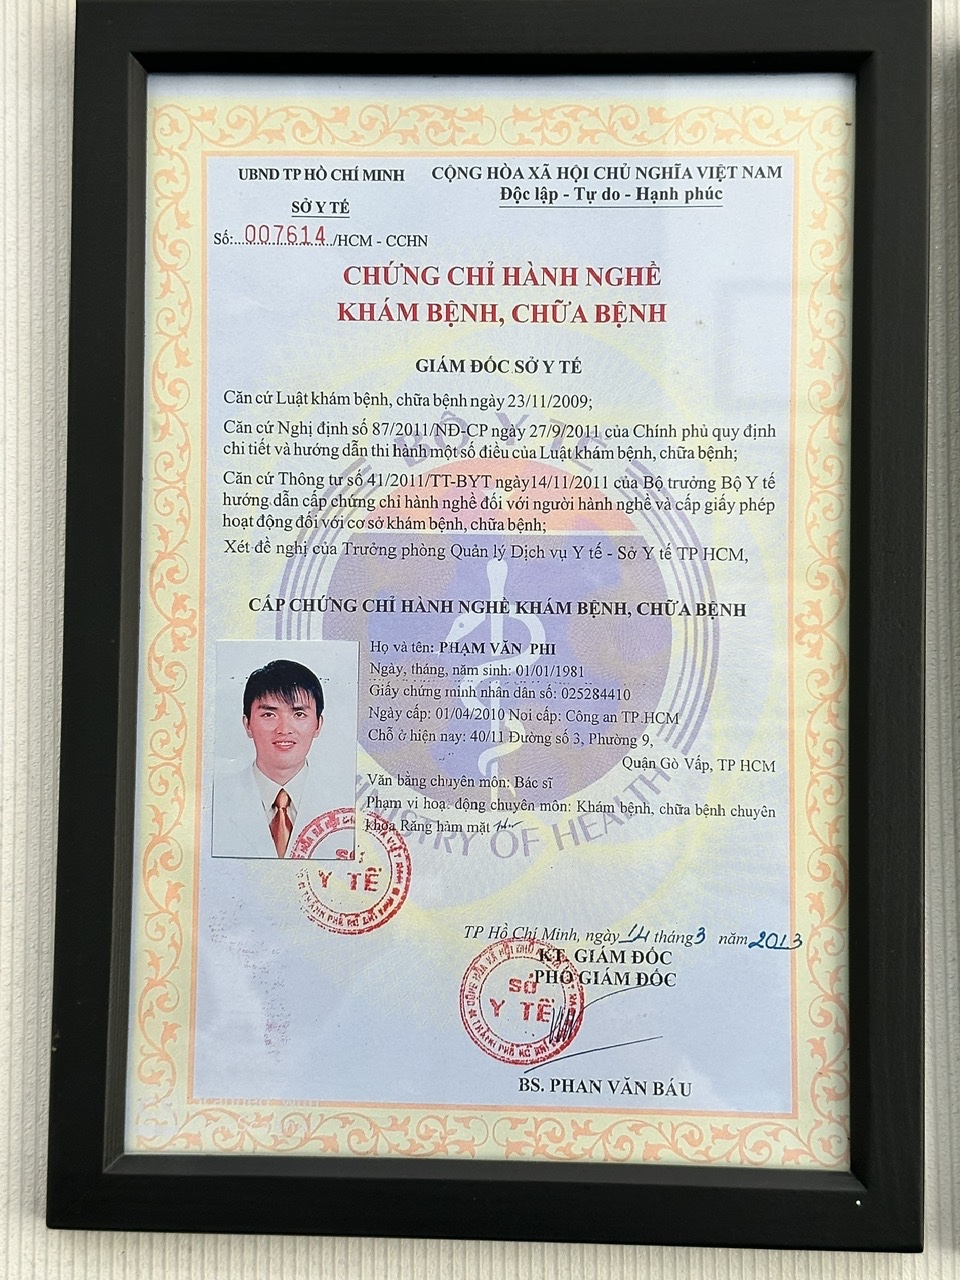 UBND TP HỒ CHÍ MINH
SỞ Y TẾ
Số:...007614../HCM - CCHN
CỘNG HÒA XÃ HỘI CHỦ NGHĨA VIỆT NAM
Độc lập - Tự do - Hạnh phúc
CHỨNG CHỈ HÀNH NGHỀ
KHÁM BỆNH, CHỮA BỆNH
GIÁM ĐỐC SỞ Y TẾ
Căn cứ Luật khám bệnh, chữa bệnh ngày 23/11/2009;
Căn cứ Nghị định số 87/2011/NĐ-CP ngày 27/9/2011 của Chính phủ quy định
chi tiết và hướng dẫn thi hành một số điều của Luật khám bệnh, chữa bệnh;
Căn cứ Thông tư số 41/2011/TT-BYT ngày14/11/2011 của Bộ trưởng Bộ Y tế
hướng dẫn cấp chứng chỉ hành nghề đối với người hành nghề và cấp giấy phép
hoạt động đối với cơ sở khám bệnh, chữa bệnh;
Xét đề nghị của Trưởng phòng Quản lý Dịch vụ Y tế - Sở Y tế TP HCM,
BỘ Y TẾ
CẤP CHỨNG CHỈ HÀNH NGHỀ KHÁM BỆNH, CHỮA BỆNH
Họ và tên: PHẠM VĂN PHI
Ngày, tháng, năm sinh: 01/01/1981
Giấy chứng minh nhân dân số: 025284410
Ngày cấp: 01/04/2010 Nơi cấp: Công an TP.HCM
Chỗ ở hiện nay: 40/11 Đường số 3, Phường 9,
Quận Gò Vấp, TP HCM
Văn bằng chuyên môn: Bác sĩ
Phạm vi hoạt động chuyên môn: Khám bệnh, chữa bệnh chuyên
khoa Răng hàm mặt
MINISTRY OF HEALTH
SỞ
Y TẾ
TP Hồ Chí Minh, ngày 14 tháng 3 năm 2013
KT. GIÁM ĐỐC
PHÓ GIÁM ĐỐC
SỞ
Y TẾ
BS. PHAN VĂN BÁU